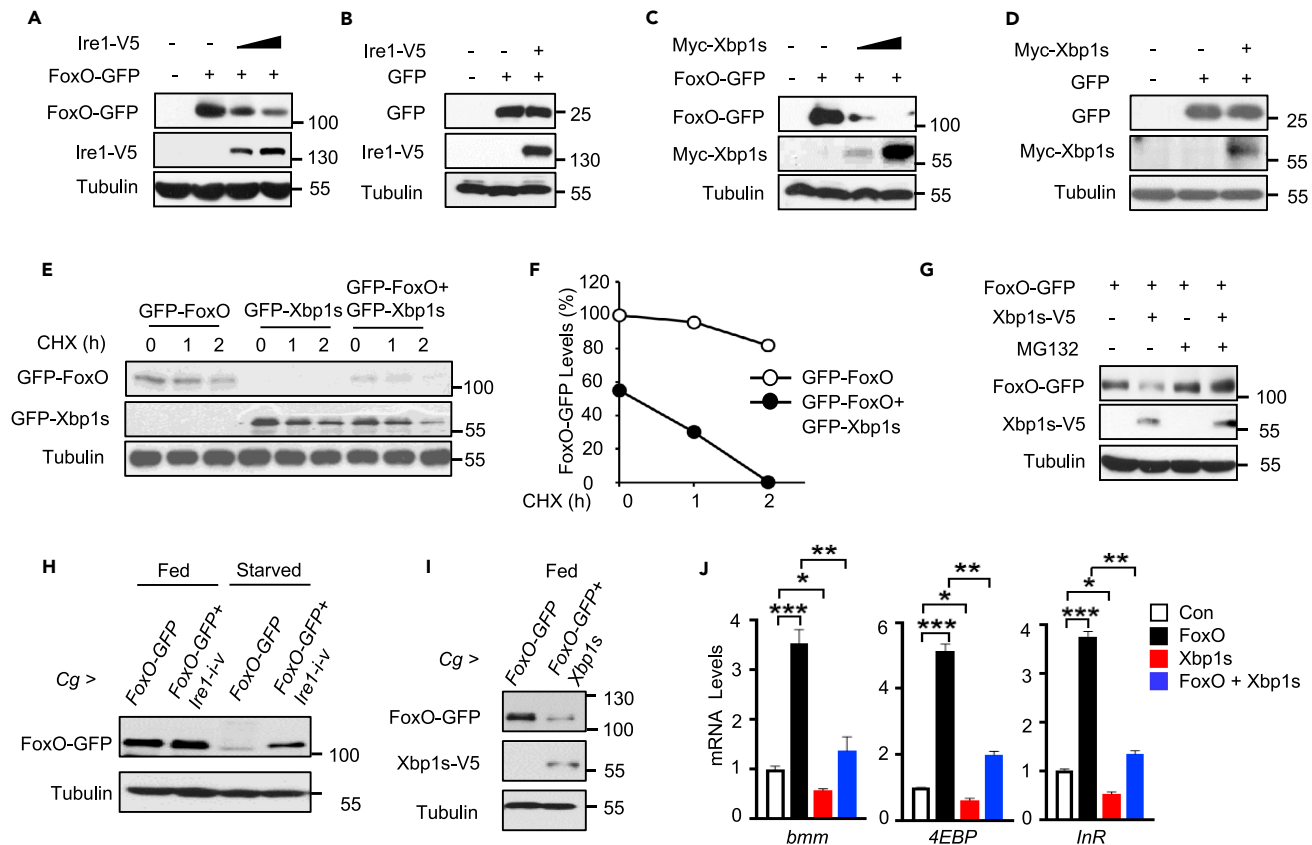 A
Ire1-V5 - -
FoxO-GFP - + + +
FoxO-GFP
100
Ire1-V5
130
Tubulin
55
B
Ire1-V5 - - +
GFP - + +
GFP
25
Ire1-V5
130
Tubulin
55
C
Myc-Xbp1s - -
FoxO-GFP - + + +
FoxO-GFP
100
Myc-Xbp1s
55
Tubulin
55
D
Myc-Xbp1s - - +
GFP - + +
GFP
25
Myc-Xbp1s
55
Tubulin
55
E
GFP-FoxO+
GFP-FoxO GFP-Xbp1s GFP-Xbp1s
CHX (h) 0 1 2 0 1 2 0 1 2
GFP-FoxO
100
GFP-Xbp1s
55
Tubulin
55
F
FoxO-GFP Levels (%)
120
100
80
60
40
20
0
CHX (h) 0 1 2
GFP-FoxO
GFP-FoxO+
GFP-Xbp1s
G
FoxO-GFP + + + +
Xbp1s-V5 - + - +
MG132 - - + +
FoxO-GFP
100
Xbp1s-V5
55
Tubulin
55
H
Fed Starved
Cg >
FoxO-GFP
FoxO-GFP+
Ire1-i-v
FoxO-GFP
FoxO-GFP+
Ire1-i-v
FoxO-GFP
100
Tubulin
55
I
Fed
Cg >
FoxO-GFP
FoxO-GFP+
Xbp1s
130
FoxO-GFP
100
Xbp1s-V5
55
Tubulin
55
J
mRNA Levels
**
*
***
4
3
2
1
0
bmm
**
*
***
6
4
2
0
4EBP
**
*
***
4
3
2
1
0
InR
Con
FoxO
Xbp1s
FoxO + Xbp1s